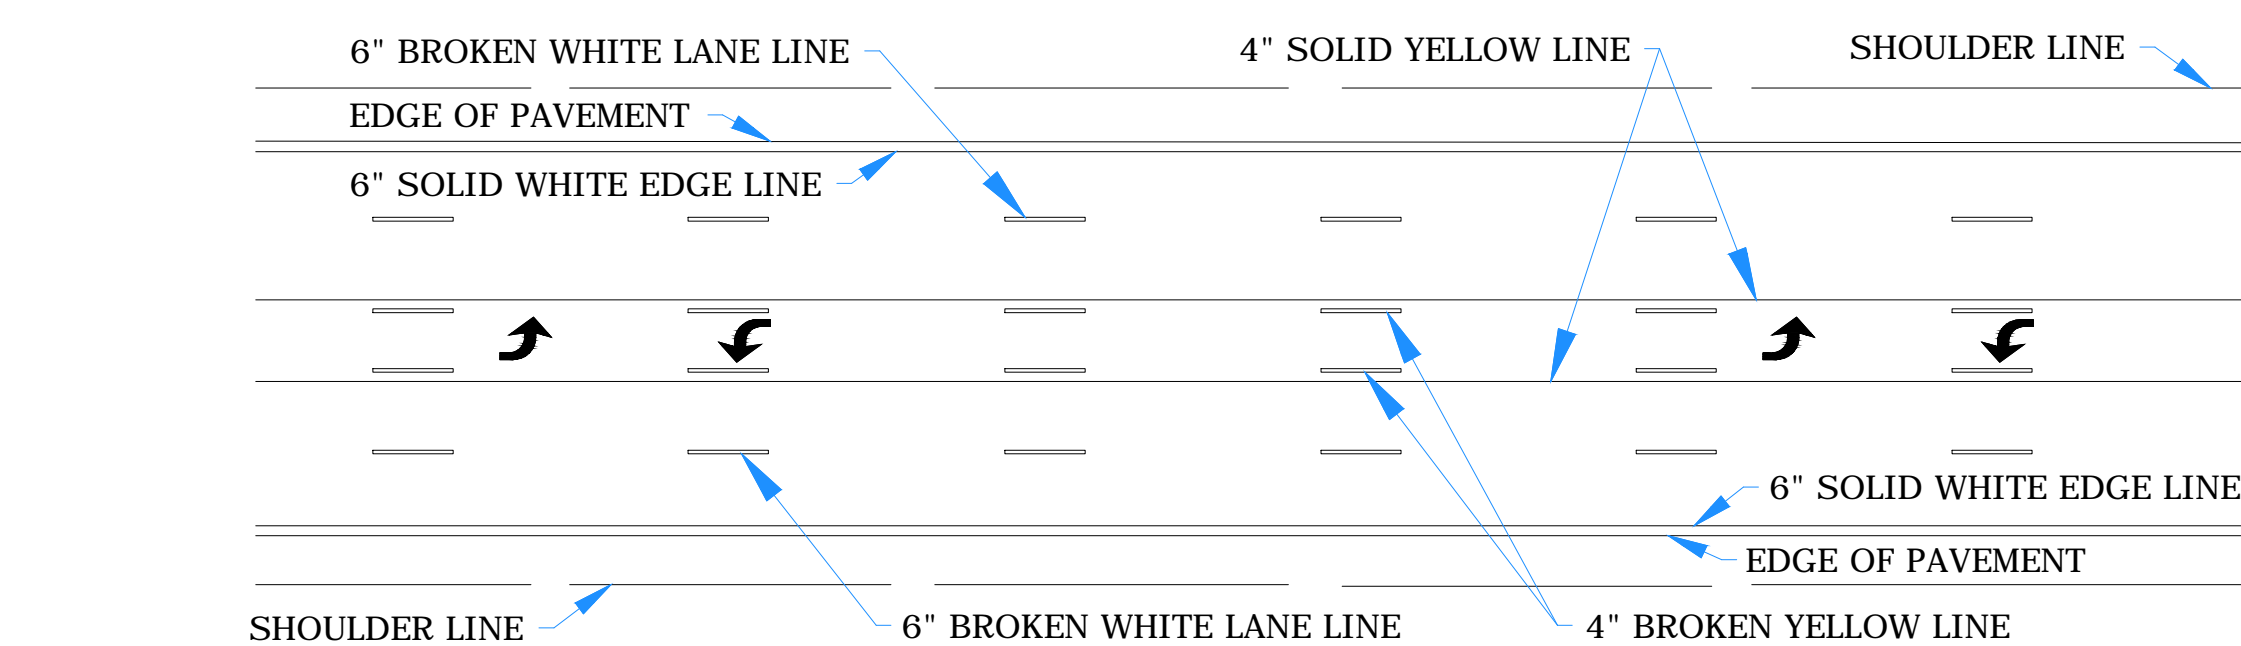 6" BROKEN WHITE LANE LINE
4" SOLID YELLOW LINE
SHOULDER LINE
EDGE OF PAVEMENT
6" SOLID WHITE EDGE LINE
6" SOLID WHITE EDGE LINE
EDGE OF PAVEMENT
SHOULDER LINE
6" BROKEN WHITE LANE LINE
4" BROKEN YELLOW LINE